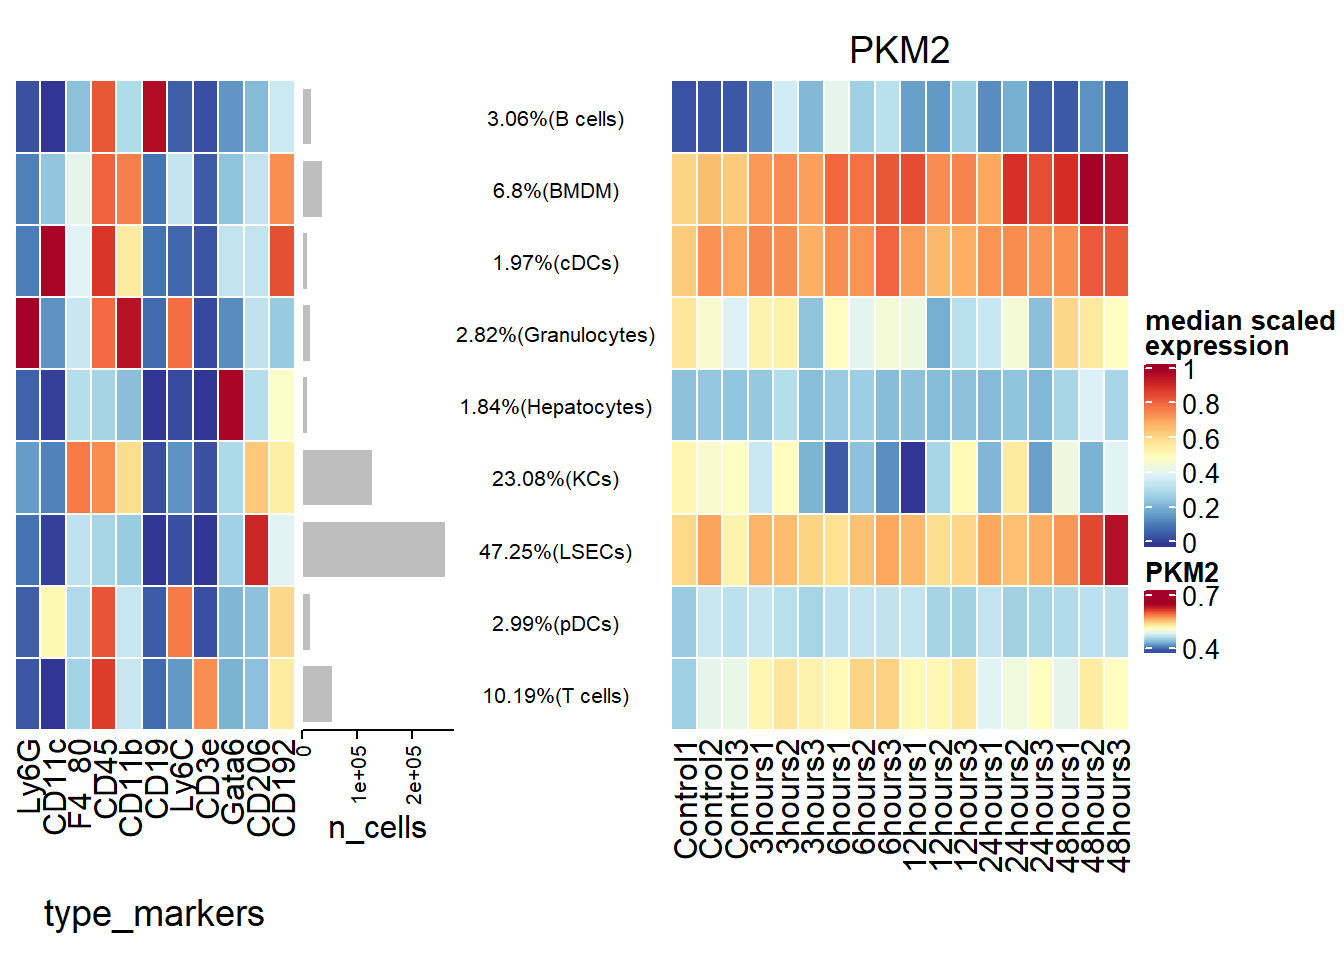 PKM2
3.06%(B cells)
6.8%(BMDM)
1.97%(cDCs)
2.82%(Granulocytes)
1.84%(Hepatocytes)
23.08%(KCs)
47.25%(LSECs)
2.99%(pDCs)
10.19%(T cells)
median scaled
expression
1
0.8
0.6
0.4
0.2
0
PKM2
0.7
0.4
Ly6G
CD11c
F4_80
CD45
CD11b
CD19
Ly6C
CD3e
Gata6
CD206
CD192
0
1e+05
2e+05
n_cells
Control1
Control2
Control3
3hours1
3hours2
3hours3
6hours1
6hours2
6hours3
12hours1
12hours2
12hours3
24hours1
24hours2
24hours3
48hours1
48hours2
48hours3
type_markers